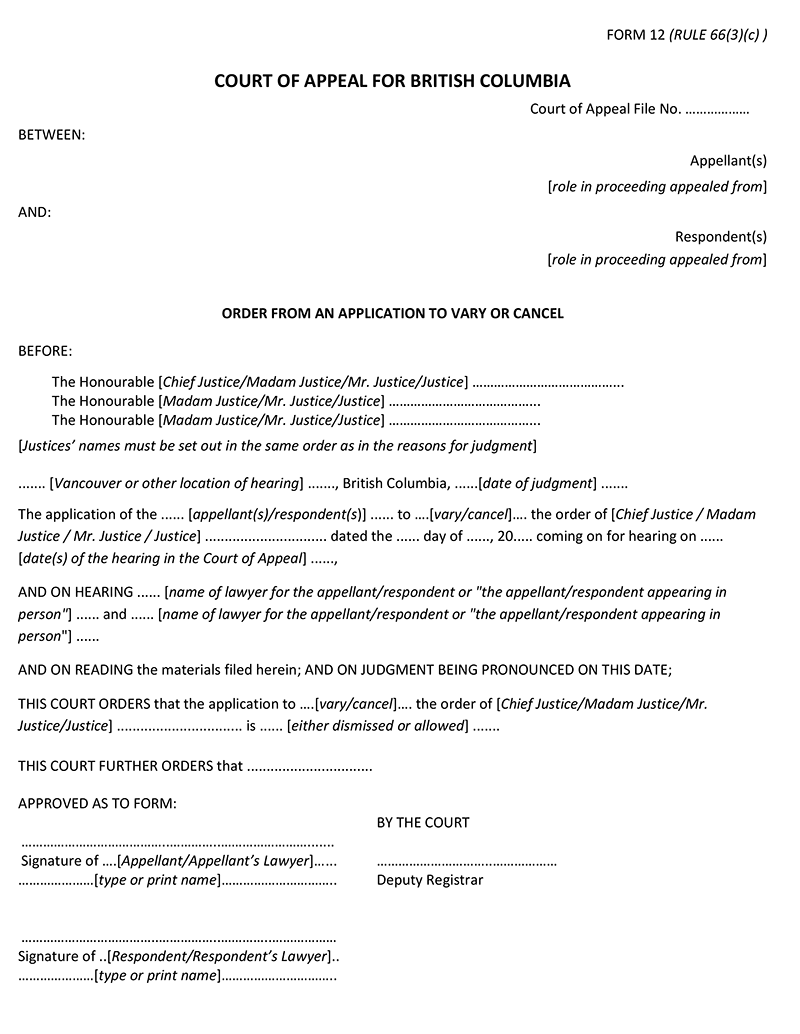 FORM 12 (RULE 66(3)(c) )
COURT OF APPEAL FOR BRITISH COLUMBIA
Court of Appeal File No. ………………
BETWEEN:
Appellant(s)
[role in proceeding appealed from]
AND:
Respondent(s)
[role in proceeding appealed from]
ORDER FROM AN APPLICATION TO VARY OR CANCEL
BEFORE:
The Honourable [Chief Justice/Madam Justice/Mr. Justice/Justice] …………………………………...
The Honourable [Madam Justice/Mr. Justice/Justice] …………………………………...
The Honourable [Madam Justice/Mr. Justice/Justice] …………………………………...
[Justices’ names must be set out in the same order as in the reasons for judgment]
....... [Vancouver or other location of hearing] ......., British Columbia, ......[date of judgment] .......
The application of the ...... [appellant(s)/respondent(s)] ...... to ....[vary/cancel].... the order of [Chief Justice / Madam
Justice / Mr. Justice / Justice] ................................ dated the ...... day of ......, 20..... coming on for hearing on ......
[date(s) of the hearing in the Court of Appeal] ......,
AND ON HEARING ...... [name of lawyer for the appellant/respondent or "the appellant/respondent appearing in
person"] ...... and ...... [name of lawyer for the appellant/respondent or "the appellant/respondent appearing in
person"] ......
AND ON READING the materials filed herein; AND ON JUDGMENT BEING PRONOUNCED ON THIS DATE;
THIS COURT ORDERS that the application to ....[vary/cancel].... the order of [Chief Justice/Madam Justice/Mr.
Justice/Justice] ................................ is ...... [either dismissed or allowed] .......
THIS COURT FURTHER ORDERS that ................................
APPROVED AS TO FORM:
BY THE COURT
………………………………………………………………………......
Signature of ….[Appellant/Appellant’s Lawyer]…...
…………………[type or print name]…………………………..
…………………………………………
Deputy Registrar
………………………………………………………………………
Signature of ..[Respondent/Respondent’s Lawyer]..
…………………[type or print name]…………………………..